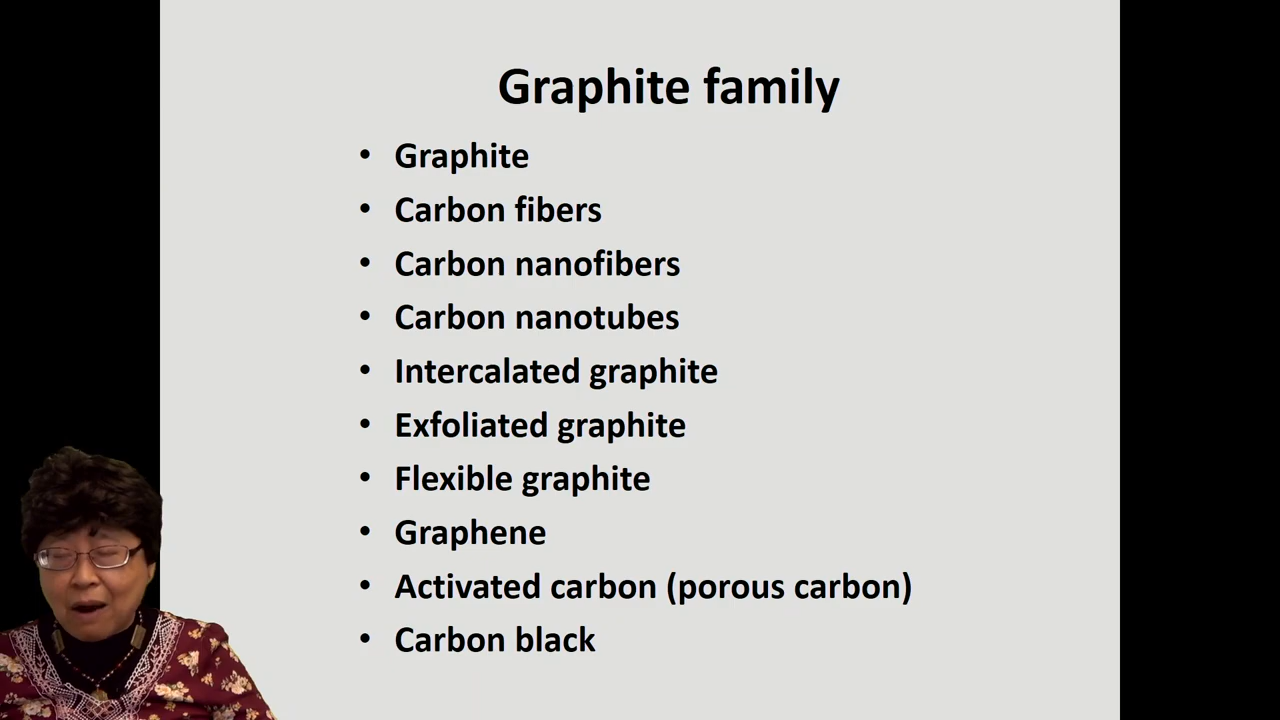 Graphite family
• Graphite
• Carbon fibers
• Carbon nanofibers
• Carbon nanotubes
• Intercalated graphite
• Exfoliated graphite
• Flexible graphite
• Graphene
• Activated carbon (porous carbon)
• Carbon black